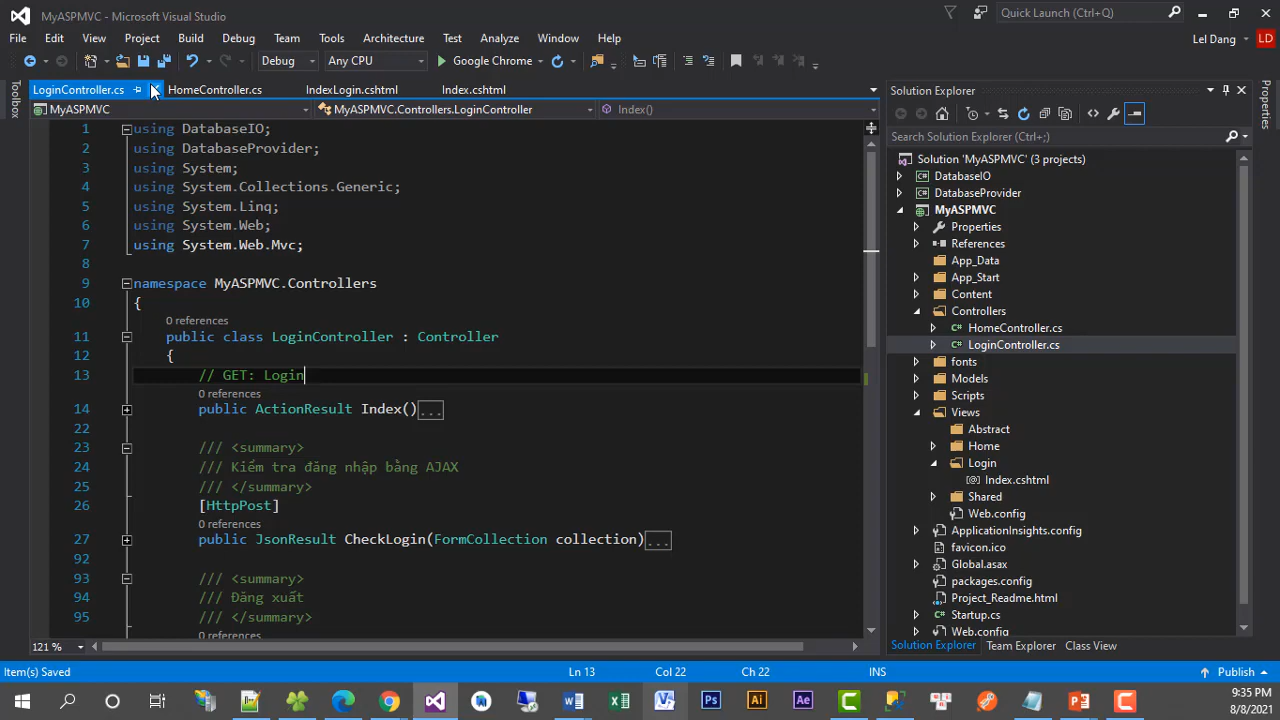 MyASPMVC - Microsoft Visual Studio
Quick Launch (Ctrl+Q)
File Edit View Project Build Debug Team Tools Architecture Test Analyze Window Help
Lel Dang LD
Debug Any CPU Google Chrome
LoginController.cs HomeController.cs IndexLogin.cshtml Index.cshtml
MyASPMVC MyASPMVC.Controllers.LoginController Index()
Toolbox
1 using DatabaseIO;
2 using DatabaseProvider;
3 using System;
4 using System.Collections.Generic;
5 using System.Linq;
6 using System.Web;
7 using System.Web.Mvc;
8
9 namespace MyASPMVC.Controllers
10 {
0 references
11 public class LoginController : Controller
12 {
13 // GET: Login
0 references
14 public ActionResult Index()...
22
23 /// <summary>
24 /// Kiểm tra đăng nhập bằng AJAX
25 /// </summary>
26 [HttpPost]
0 references
27 public JsonResult CheckLogin(FormCollection collection)...
92
93 /// <summary>
94 /// Đăng xuất
95 /// </summary>
0 references
121 %
Solution Explorer
Search Solution Explorer (Ctrl+;)
Solution 'MyASPMVC' (3 projects)
DatabaseIO
DatabaseProvider
MyASPMVC
Properties
References
App_Data
App_Start
Content
Controllers
HomeController.cs
LoginController.cs
fonts
Models
Scripts
Views
Abstract
Home
Login
Index.cshtml
Shared
Web.config
ApplicationInsights.config
favicon.ico
Global.asax
packages.config
Project_Readme.html
Startup.cs
Web.config
Solution Explorer Team Explorer Class View
Properties
Item(s) Saved Ln 13 Col 22 Ch 22 INS Publish
9:35 PM
8/8/2021